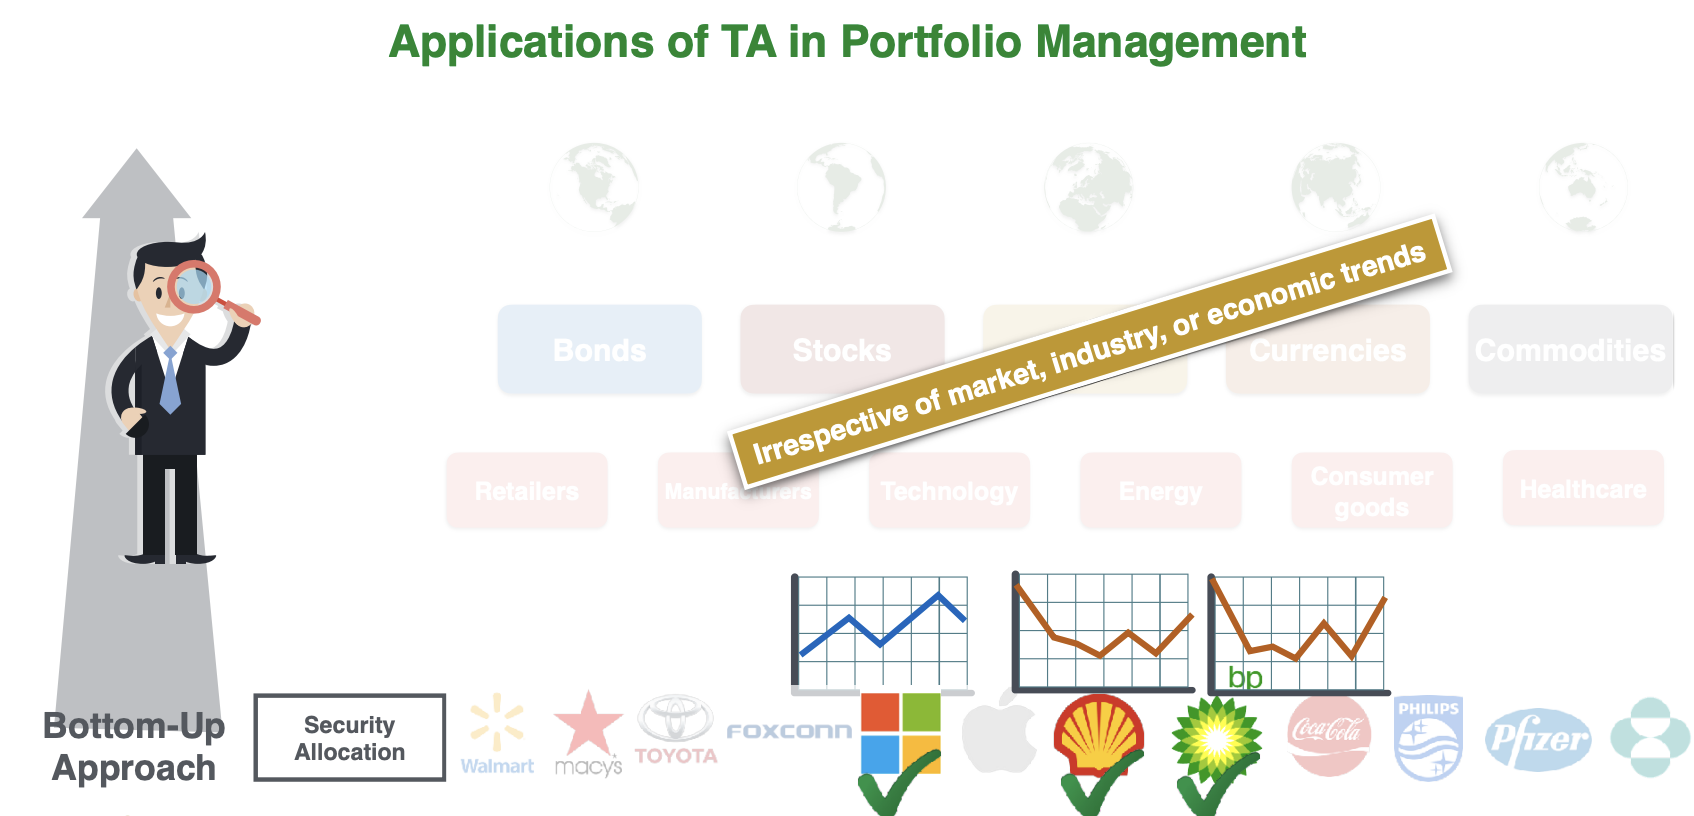 Applications of TA in Portfolio Management
Irrespective of market, industry, or economic trends
Bonds
Stocks
Currencies
Commodities
Retailers
Manufacturers
Technology
Energy
Consumer
goods
Healthcare
bp
Bottom-Up
Approach
Security
Allocation
Walmart
macy's
TOYOTA
FOXCONN
Coca-Cola
PHILIPS
Pfizer